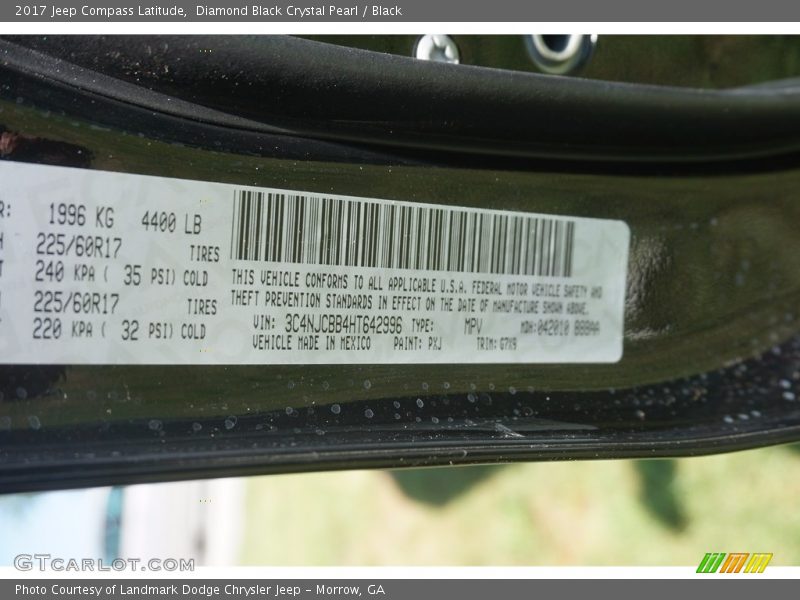 2017 Jeep Compass Latitude,  Diamond Black Crystal Pearl / Black
R: 1996 KG 4400 LB
225/60R17 TIRES
240 KPA ( 35 PSI) COLD
225/60R17 TIRES
220 KPA ( 32 PSI) COLD
THIS VEHICLE CONFORMS TO ALL APPLICABLE U.S.A. FEDERAL MOTOR VEHICLE SAFETY AND
THEFT PREVENTION STANDARDS IN EFFECT ON THE DATE OF MANUFACTURE SHOWN ABOVE.
VIN: 3C4NJCBB4HT642996 TYPE: MPV MDH:042010
VEHICLE MADE IN MEXICO PAINT: PXJ TRIM: G7X9
GTcarlot.com
Photo Courtesy of Landmark Dodge Chrysler Jeep – Morrow, GA